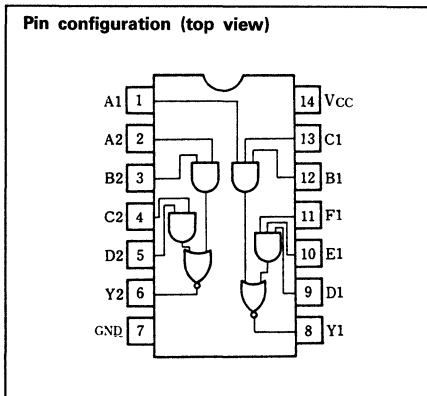 Pin configuration (top view)
A1 1 14 VCC
A2 2 13 C1
B2 3 12 B1
C2 4 11 F1
D2 5 10 E1
Y2 6 9 D1
GND 7 8 Y1